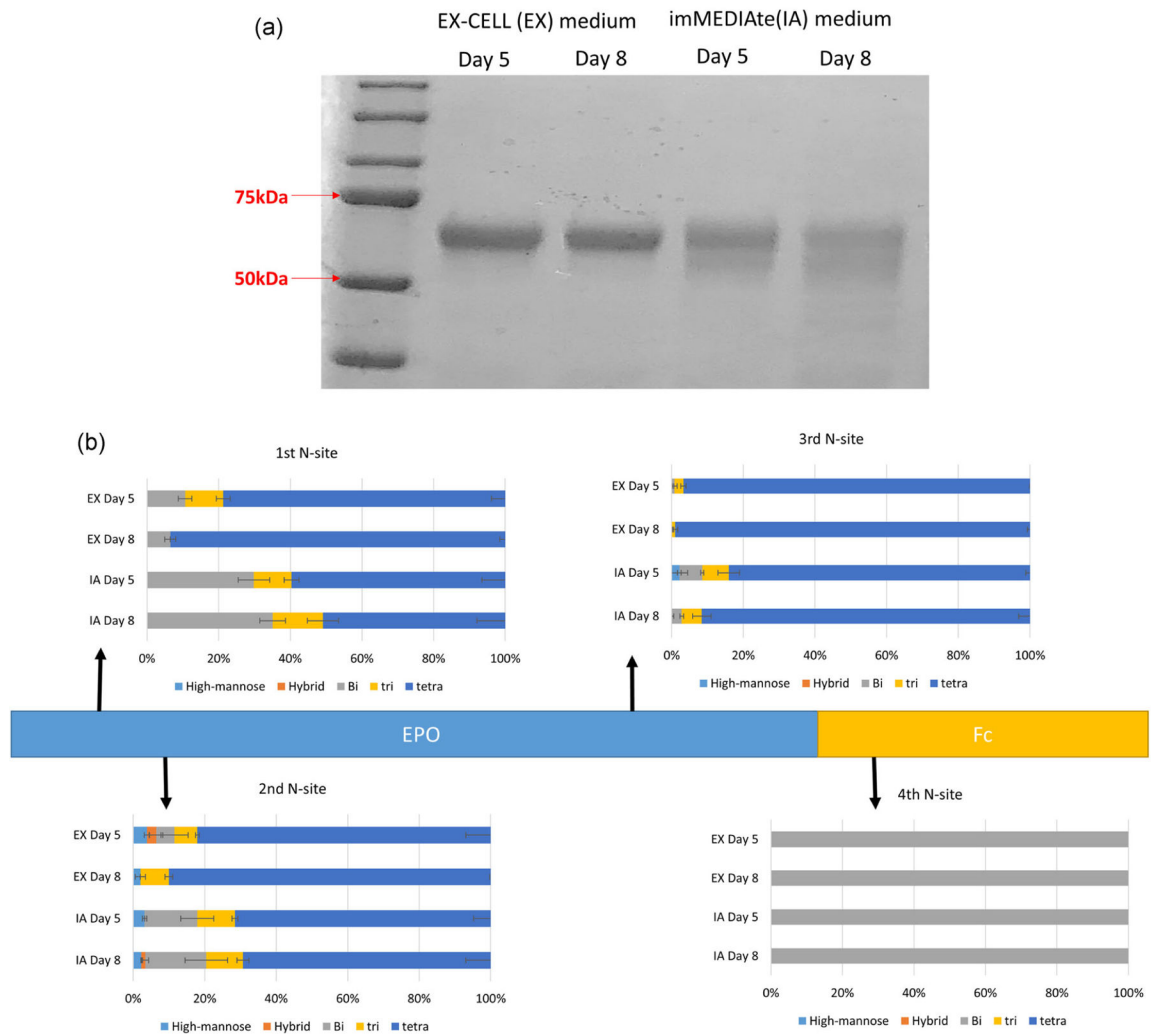 (a)
EX-CELL (EX) medium imMEDIAte(IA) medium
Day 5 Day 8 Day 5 Day 8
75kDa
50kDa
(b)
1st N-site
EX Day 5
EX Day 8
IA Day 5
IA Day 8
0% 20% 40% 60% 80% 100%
High-mannose Hybrid Bi tri tetra
3rd N-site
EX Day 5
EX Day 8
IA Day 5
IA Day 8
0% 20% 40% 60% 80% 100%
High-mannose Hybrid Bi tri tetra
EPO Fc
2nd N-site
EX Day 5
EX Day 8
IA Day 5
IA Day 8
0% 20% 40% 60% 80% 100%
High-mannose Hybrid Bi tri tetra
4th N-site
EX Day 5
EX Day 8
IA Day 5
IA Day 8
0% 20% 40% 60% 80% 100%
High-mannose Hybrid Bi tri tetra